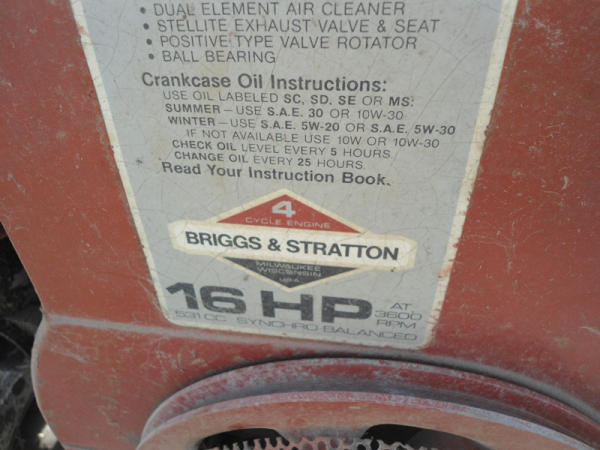 • DUAL ELEMENT AIR CLEANER
• STELLITE EXHAUST VALVE & SEAT
• POSITIVE TYPE VALVE ROTATOR
• BALL BEARING
Crankcase Oil Instructions:
USE OIL LABELED SC, SD, SE OR MS:
SUMMER – USE S.A.E. 30 OR 10W-30
WINTER – USE S.A.E. 5W-20 OR S.A.E. 5W-30
IF NOT AVAILABLE USE 10W OR 10W-30
CHECK OIL LEVEL EVERY 5 HOURS
CHANGE OIL EVERY 25 HOURS.
Read Your Instruction Book.
4
CYCLE ENGINE
BRIGGS & STRATTON
MILWAUKEE
WISCONSIN
U.S.A.
16 HP AT
3600
RPM
531 CC SYNCHRO BALANCED